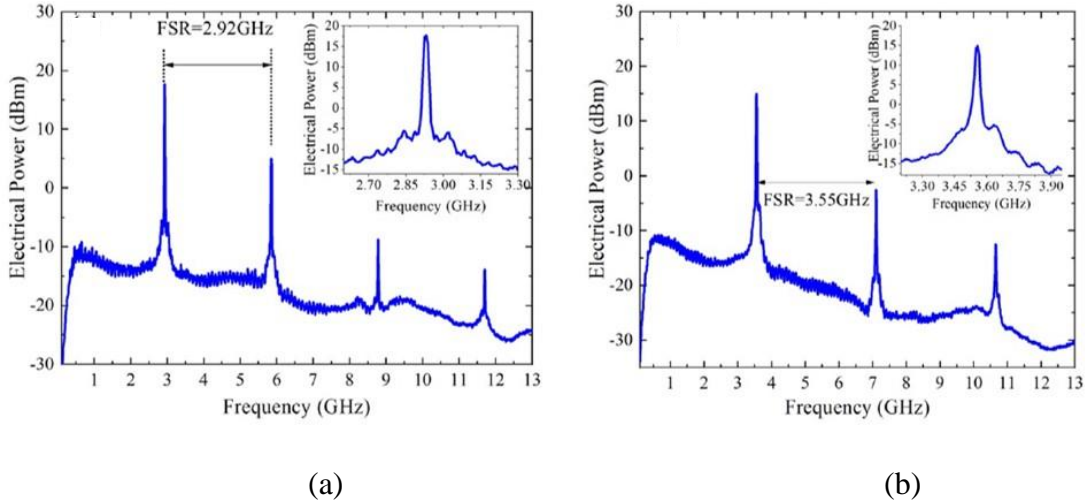 FSR=2.92GHz
Electrical Power (dBm)
30
20
10
0
-10
-20
-30
1 2 3 4 5 6 7 8 9 10 11 12 13
Frequency (GHz)
Electrical Power (dBm)
20
15
10
5
0
-5
-10
-15
2.70 2.85 3.00 3.15 3.30
Frequency (GHz)
(a)
FSR=3.55GHz
Electrical Power (dBm)
30
20
10
0
-10
-20
-30
1 2 3 4 5 6 7 8 9 10 11 12 13
Frequency (GHz)
Electrical Power (dBm)
20
15
10
5
0
-5
-10
-15
3.30 3.45 3.60 3.75 3.90
Frequency (GHz)
(b)